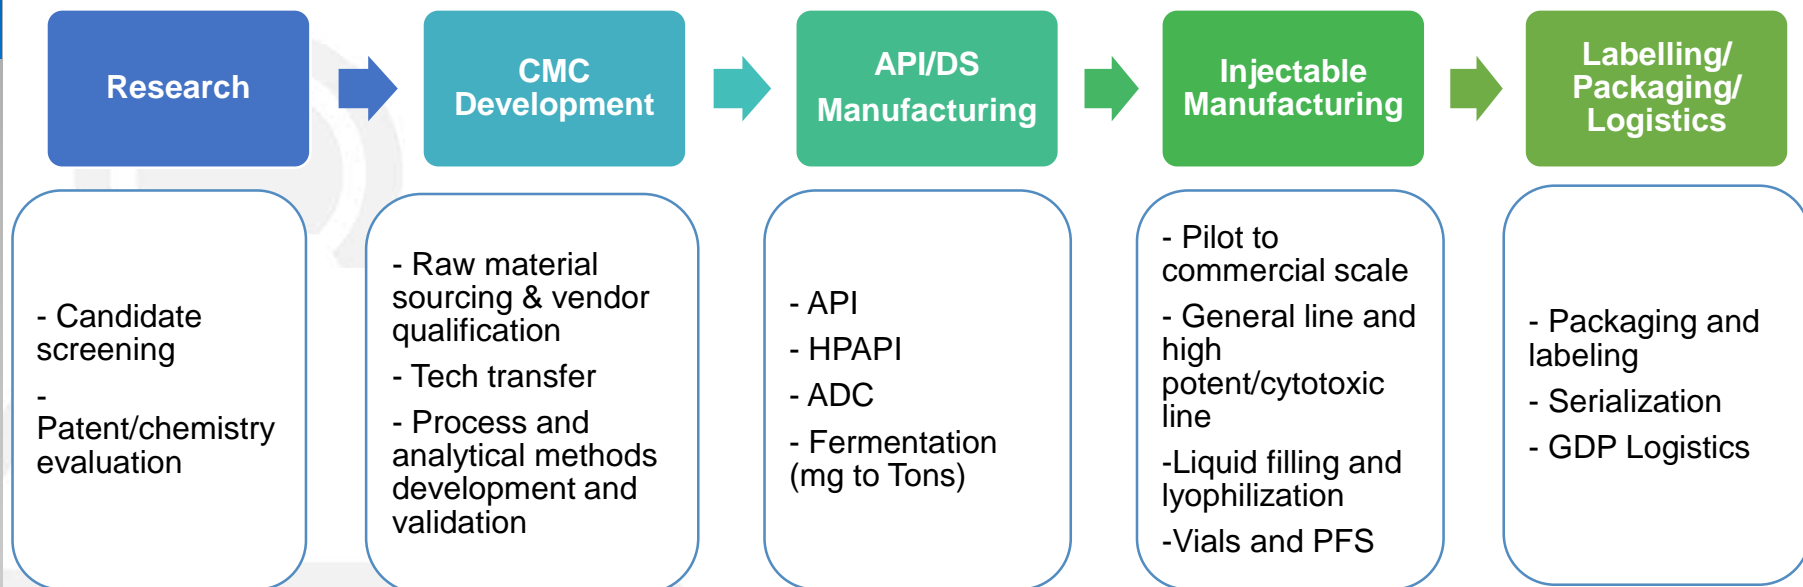 Research
CMC
Development
API/DS
Manufacturing
Injectable
Manufacturing
Labelling/
Packaging/
Logistics
- Candidate
screening
-
Patent/chemistry
evaluation
- Raw material
sourcing & vendor
qualification
- Tech transfer
- Process and
analytical methods
development and
validation
- API
- HPAPI
- ADC
- Fermentation
(mg to Tons)
- Pilot to
commercial scale
- General line and
high
potent/cytotoxic
line
-Liquid filling and
lyophilization
-Vials and PFS
- Packaging and
labeling
- Serialization
- GDP Logistics